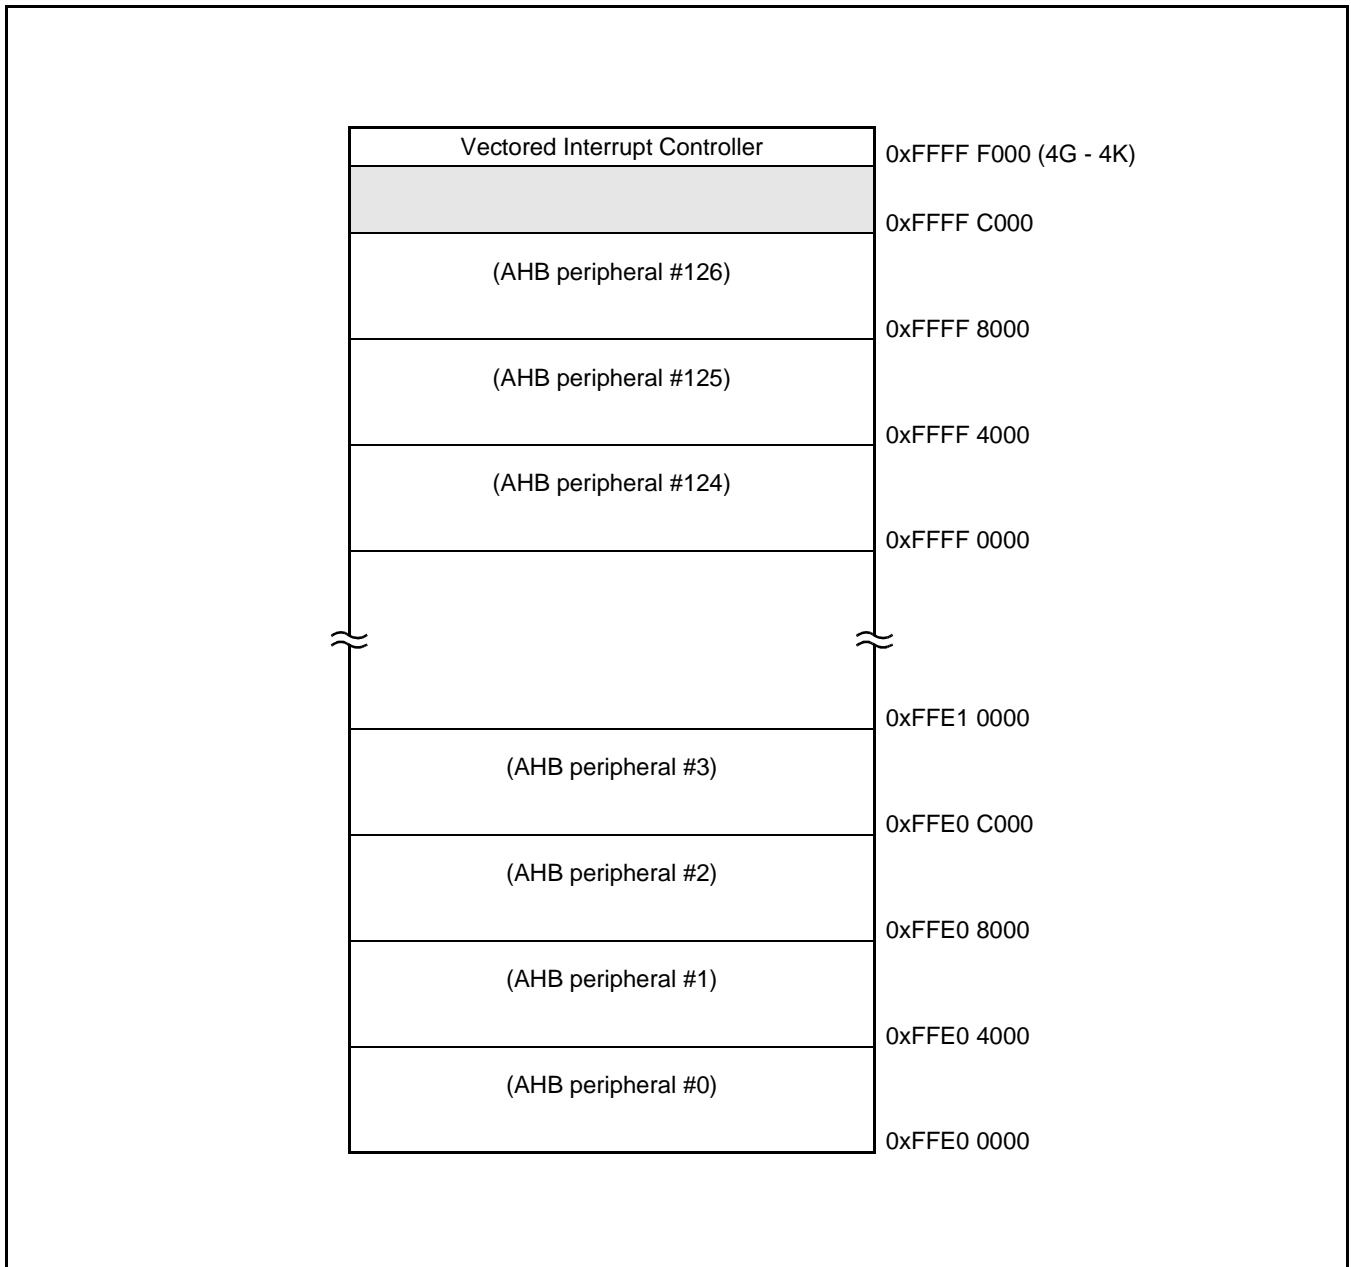 Vectored Interrupt Controller
0xFFFF F000 (4G - 4K)
0xFFFF C000
(AHB peripheral #126)
0xFFFF 8000
(AHB peripheral #125)
0xFFFF 4000
(AHB peripheral #124)
0xFFFF 0000
0xFFE1 0000
(AHB peripheral #3)
0xFFE0 C000
(AHB peripheral #2)
0xFFE0 8000
(AHB peripheral #1)
0xFFE0 4000
(AHB peripheral #0)
0xFFE0 0000